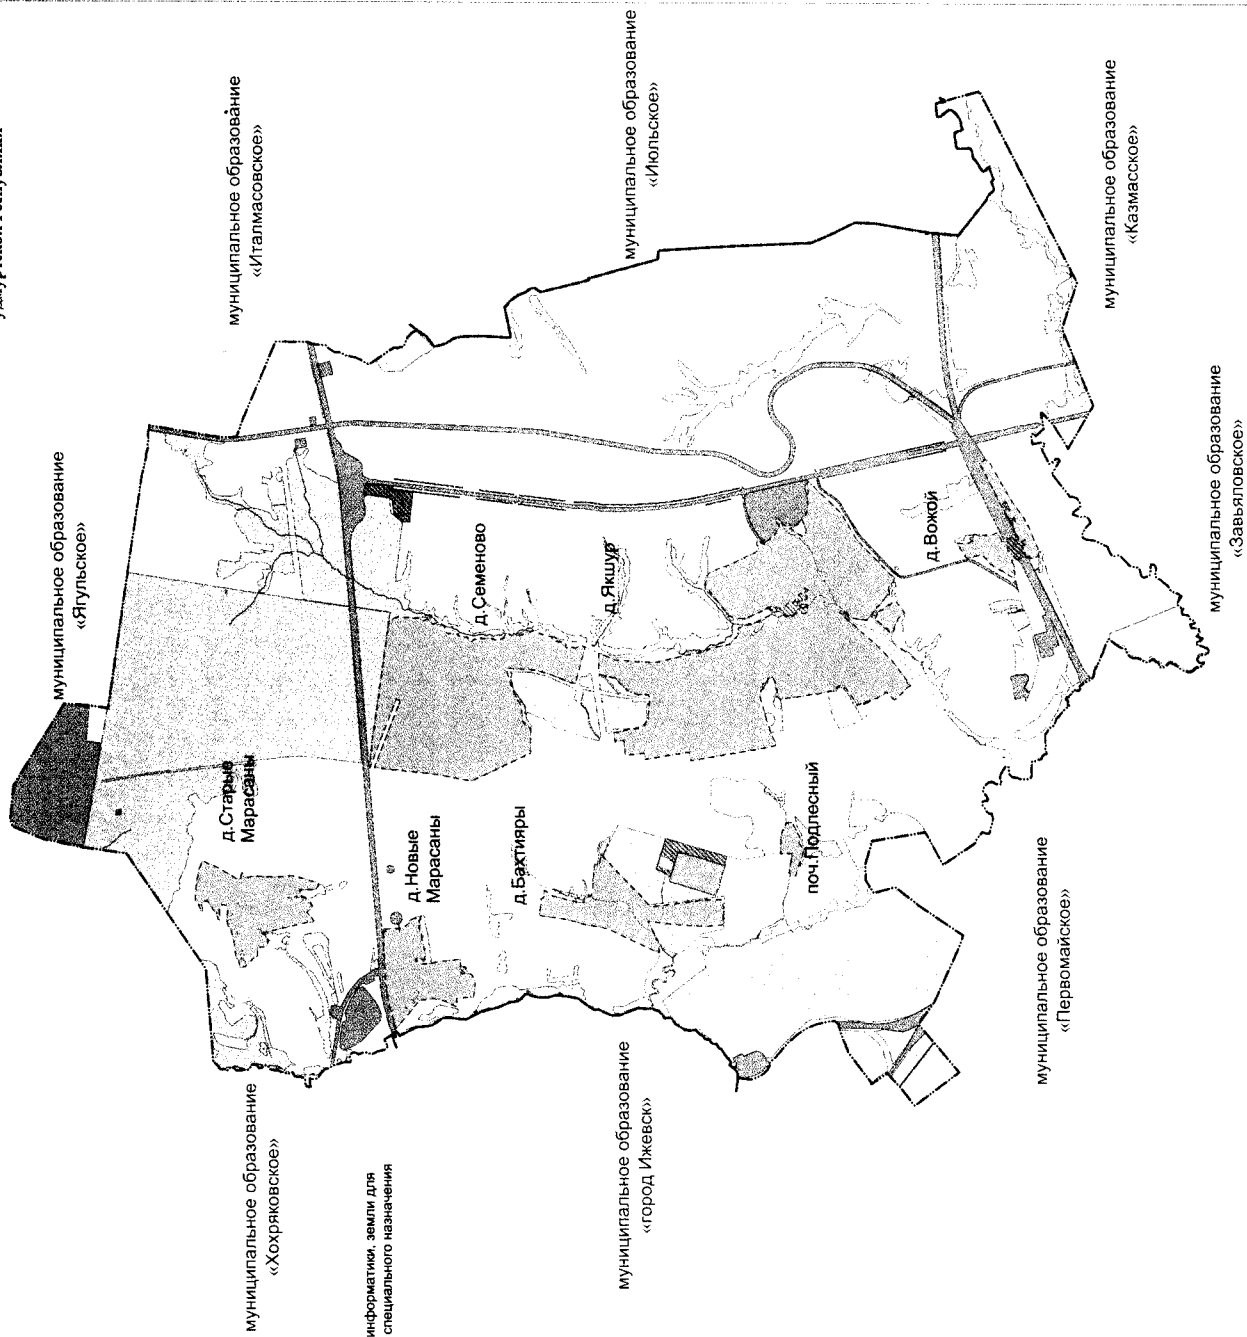 Удмуртской Республики
муниципальное образование
«Ягульское»
муниципальное образование
«Италмасовское»
муниципальное образование
«Июльское»
муниципальное образование
«Казмасское»
муниципальное образование
«Завьяловское»
муниципальное образование
«Первомайское»
муниципальное образование
«город Ижевск»
муниципальное образование
«Хохряковское»
информатики, земли для
специального назначения
д.Старые
Марасаны
д.Новые
Марасаны
д.Бахтияры
поч.Подлесный
д.Семеново
д.Якшур
д.Вожой